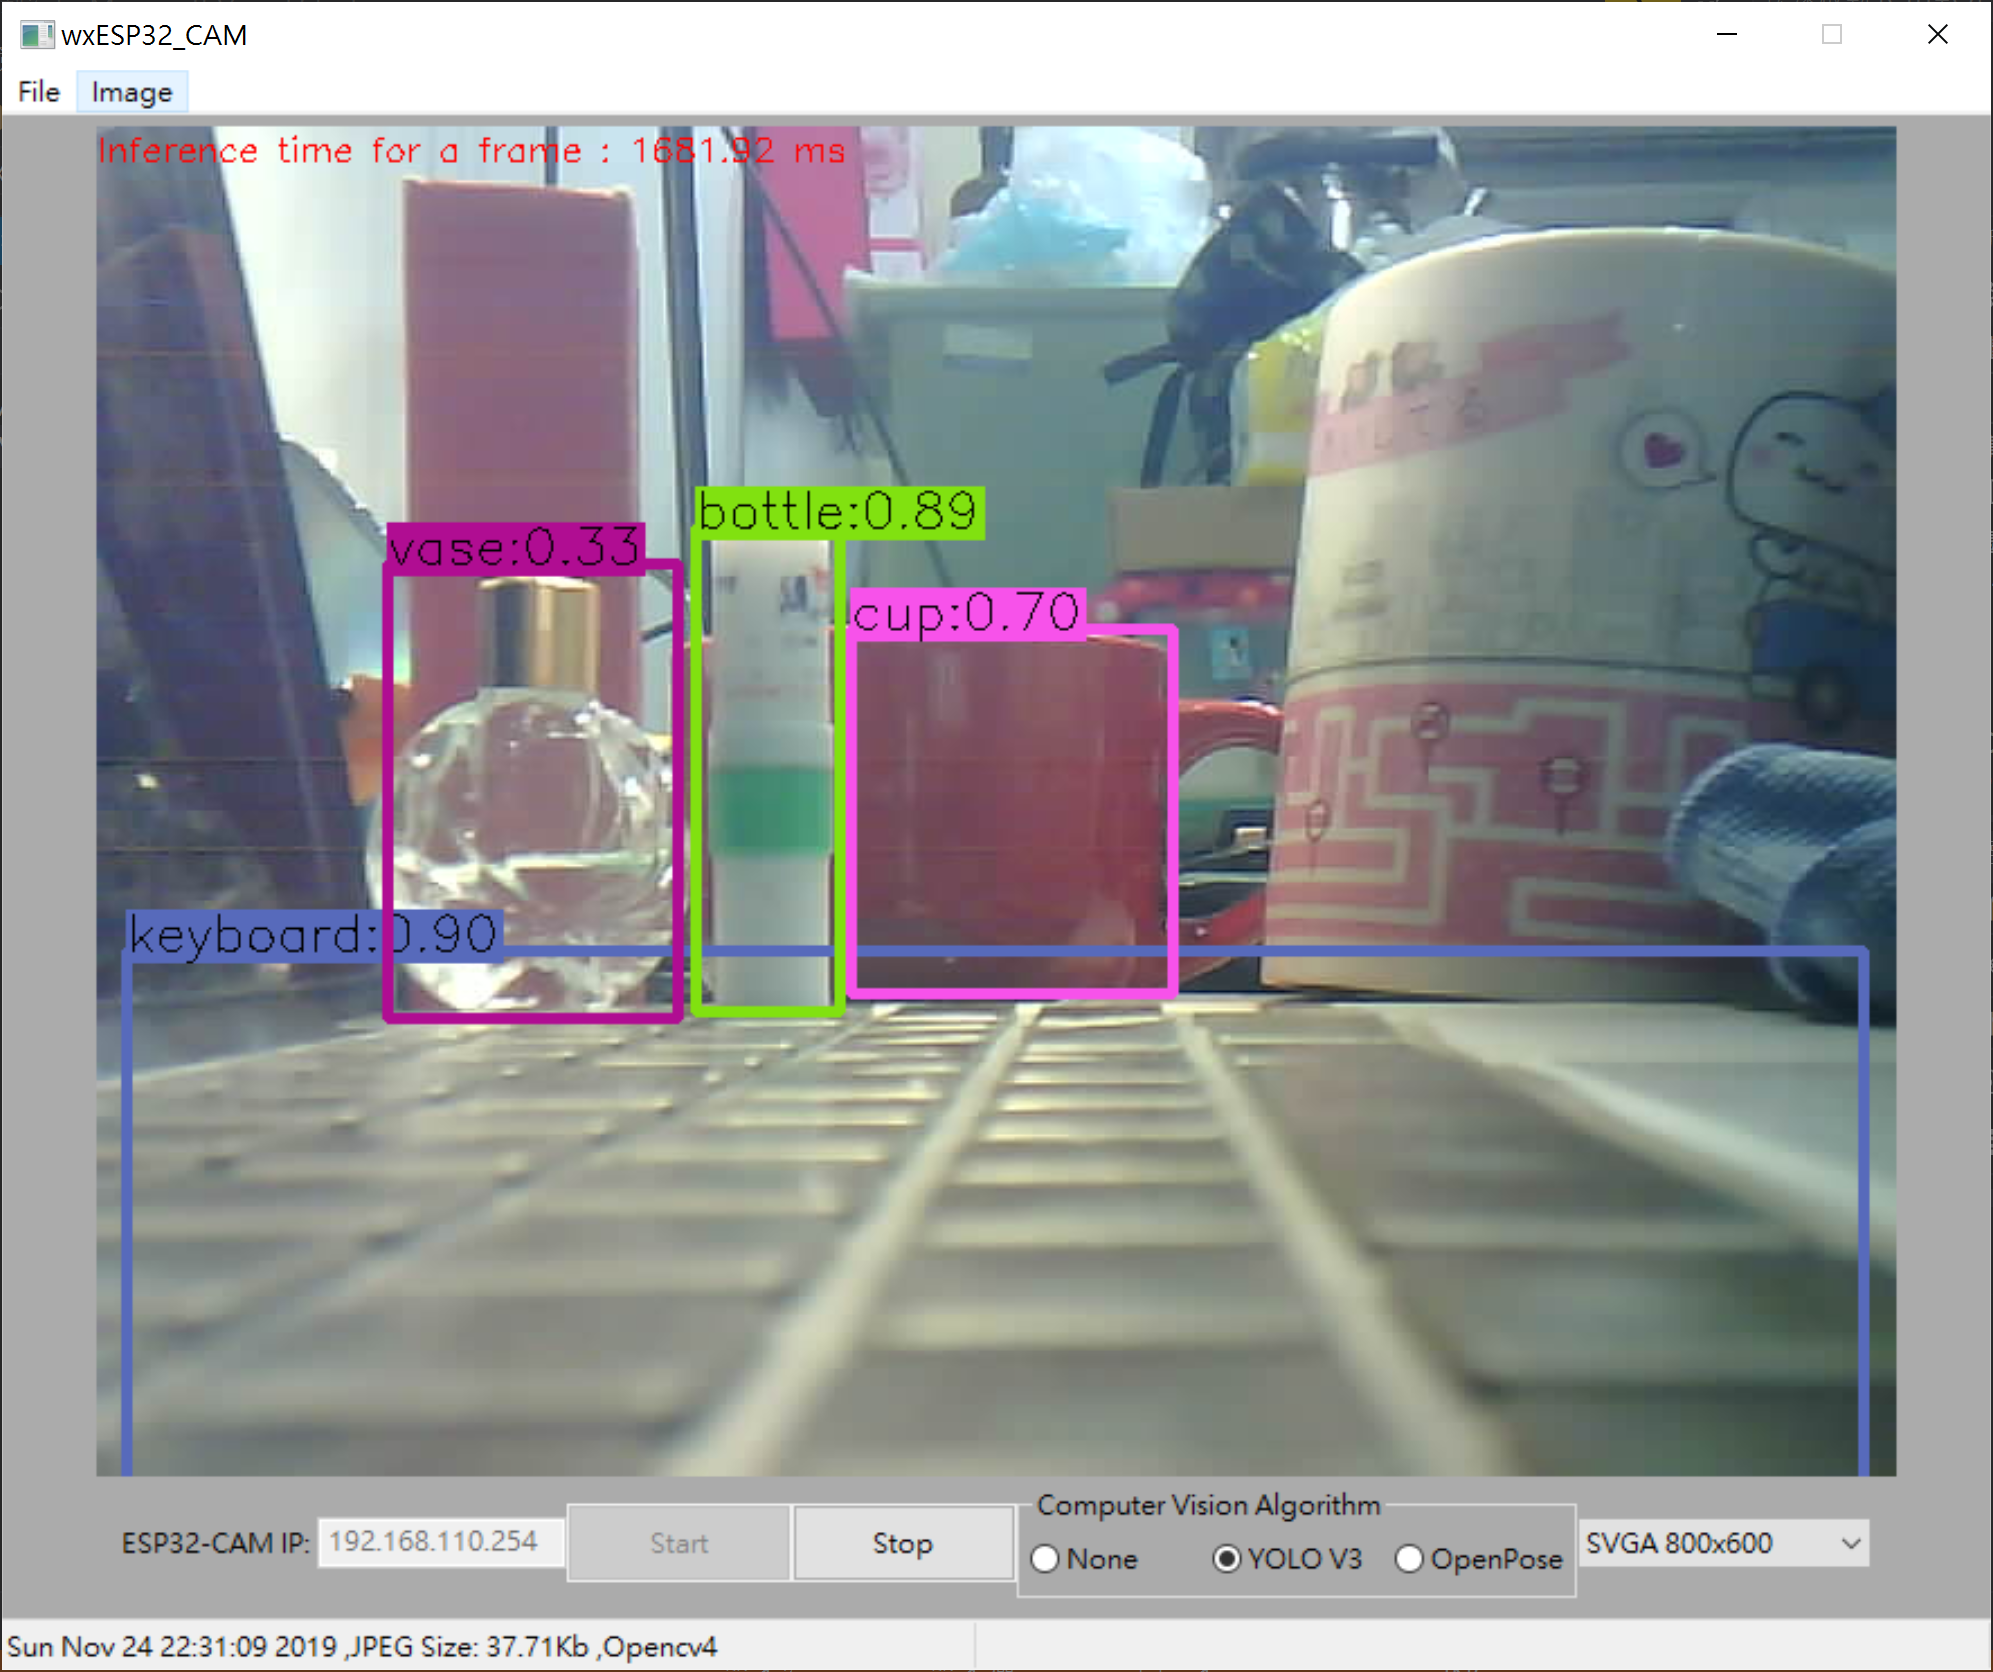 wxESP32_CAM
File Image
Inference time for a frame : 1681.92 ms
bottle:0.89
vase:0.33
cup:0.70
keyboard:0.90
Computer Vision Algorithm
ESP32-CAM IP: 192.168.110.254 Start Stop None YOLO V3 OpenPose SVGA 800x600
Sun Nov 24 22:31:09 2019 ,JPEG Size: 37.71Kb ,Opencv4